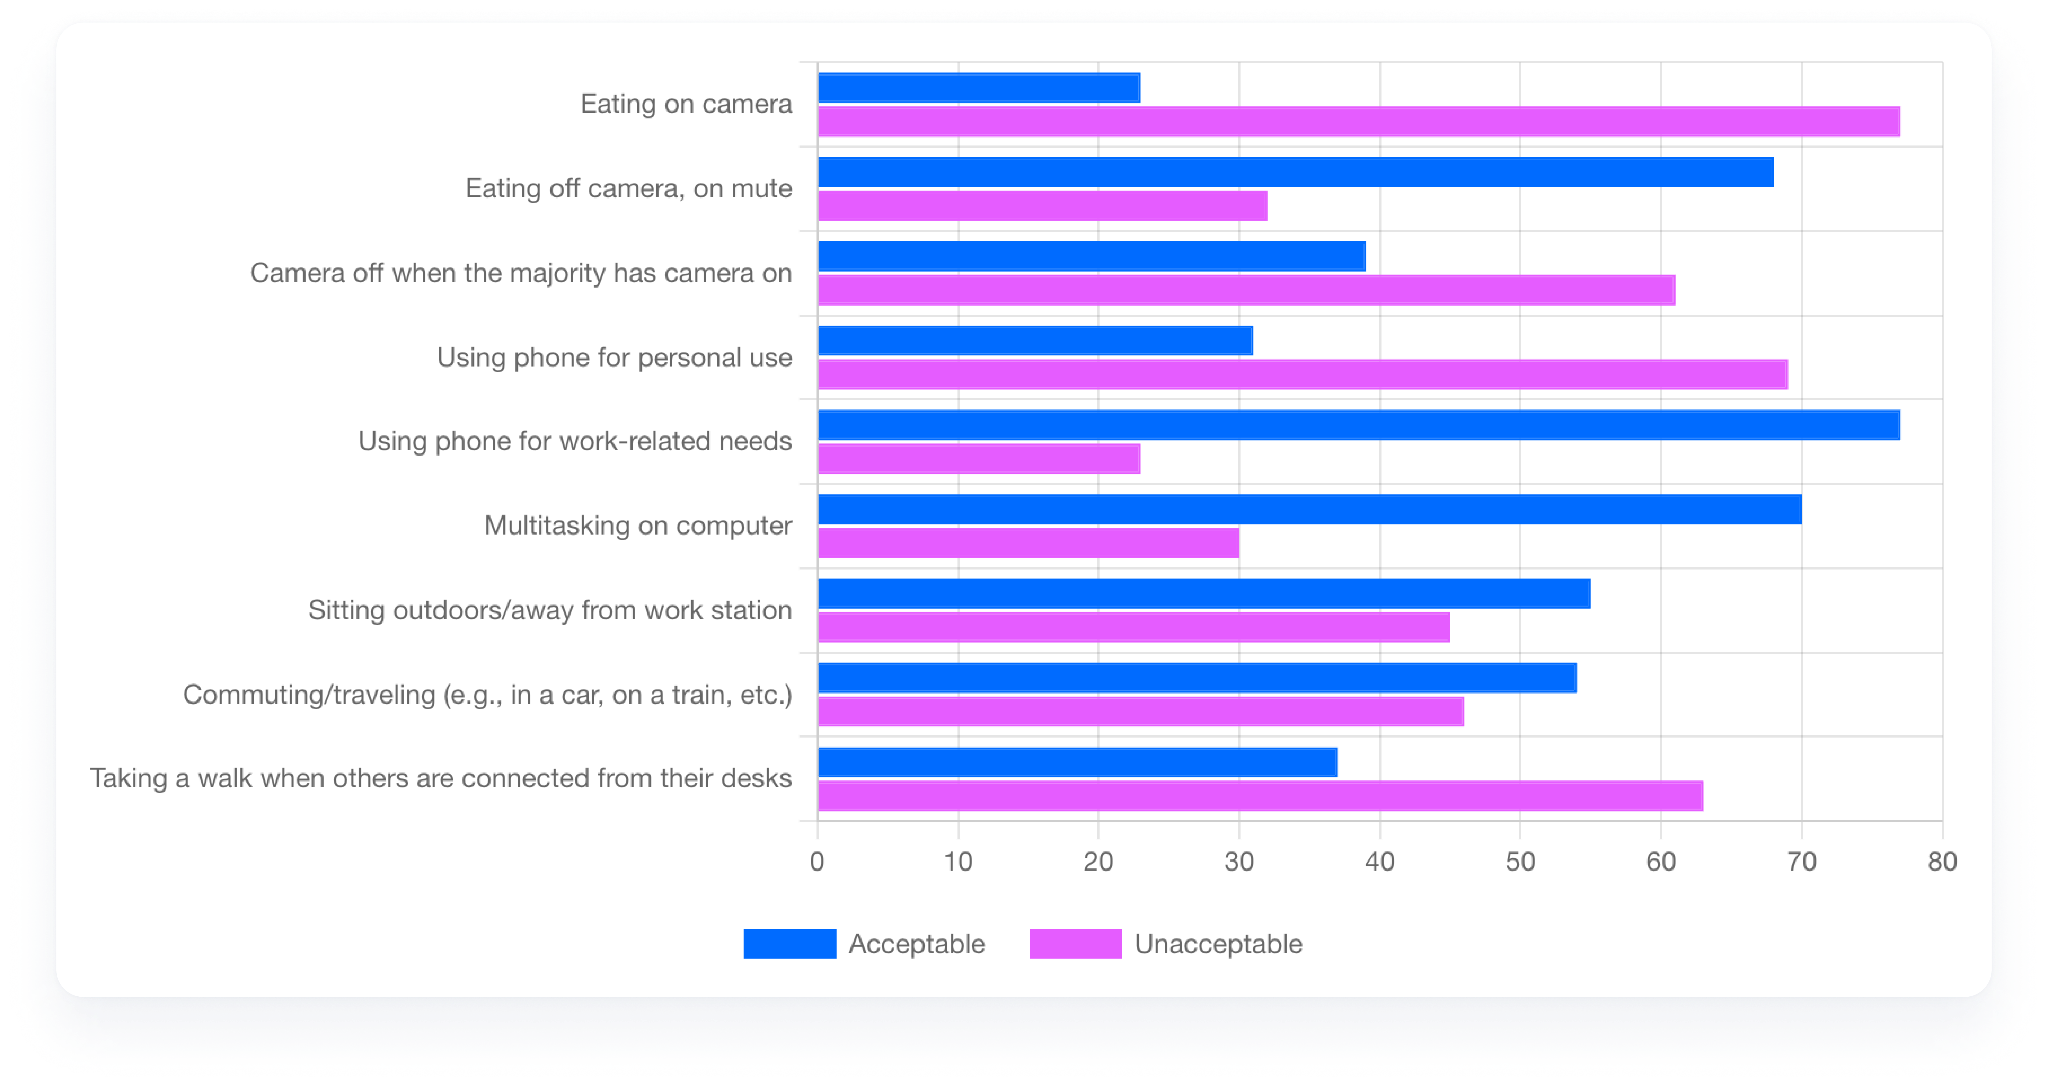 Eating on camera
Eating off camera, on mute
Camera off when the majority has camera on
Using phone for personal use
Using phone for work-related needs
Multitasking on computer
Sitting outdoors/away from work station
Commuting/traveling (e.g., in a car, on a train, etc.)
Taking a walk when others are connected from their desks
0 10 20 30 40 50 60 70 80
Acceptable Unacceptable